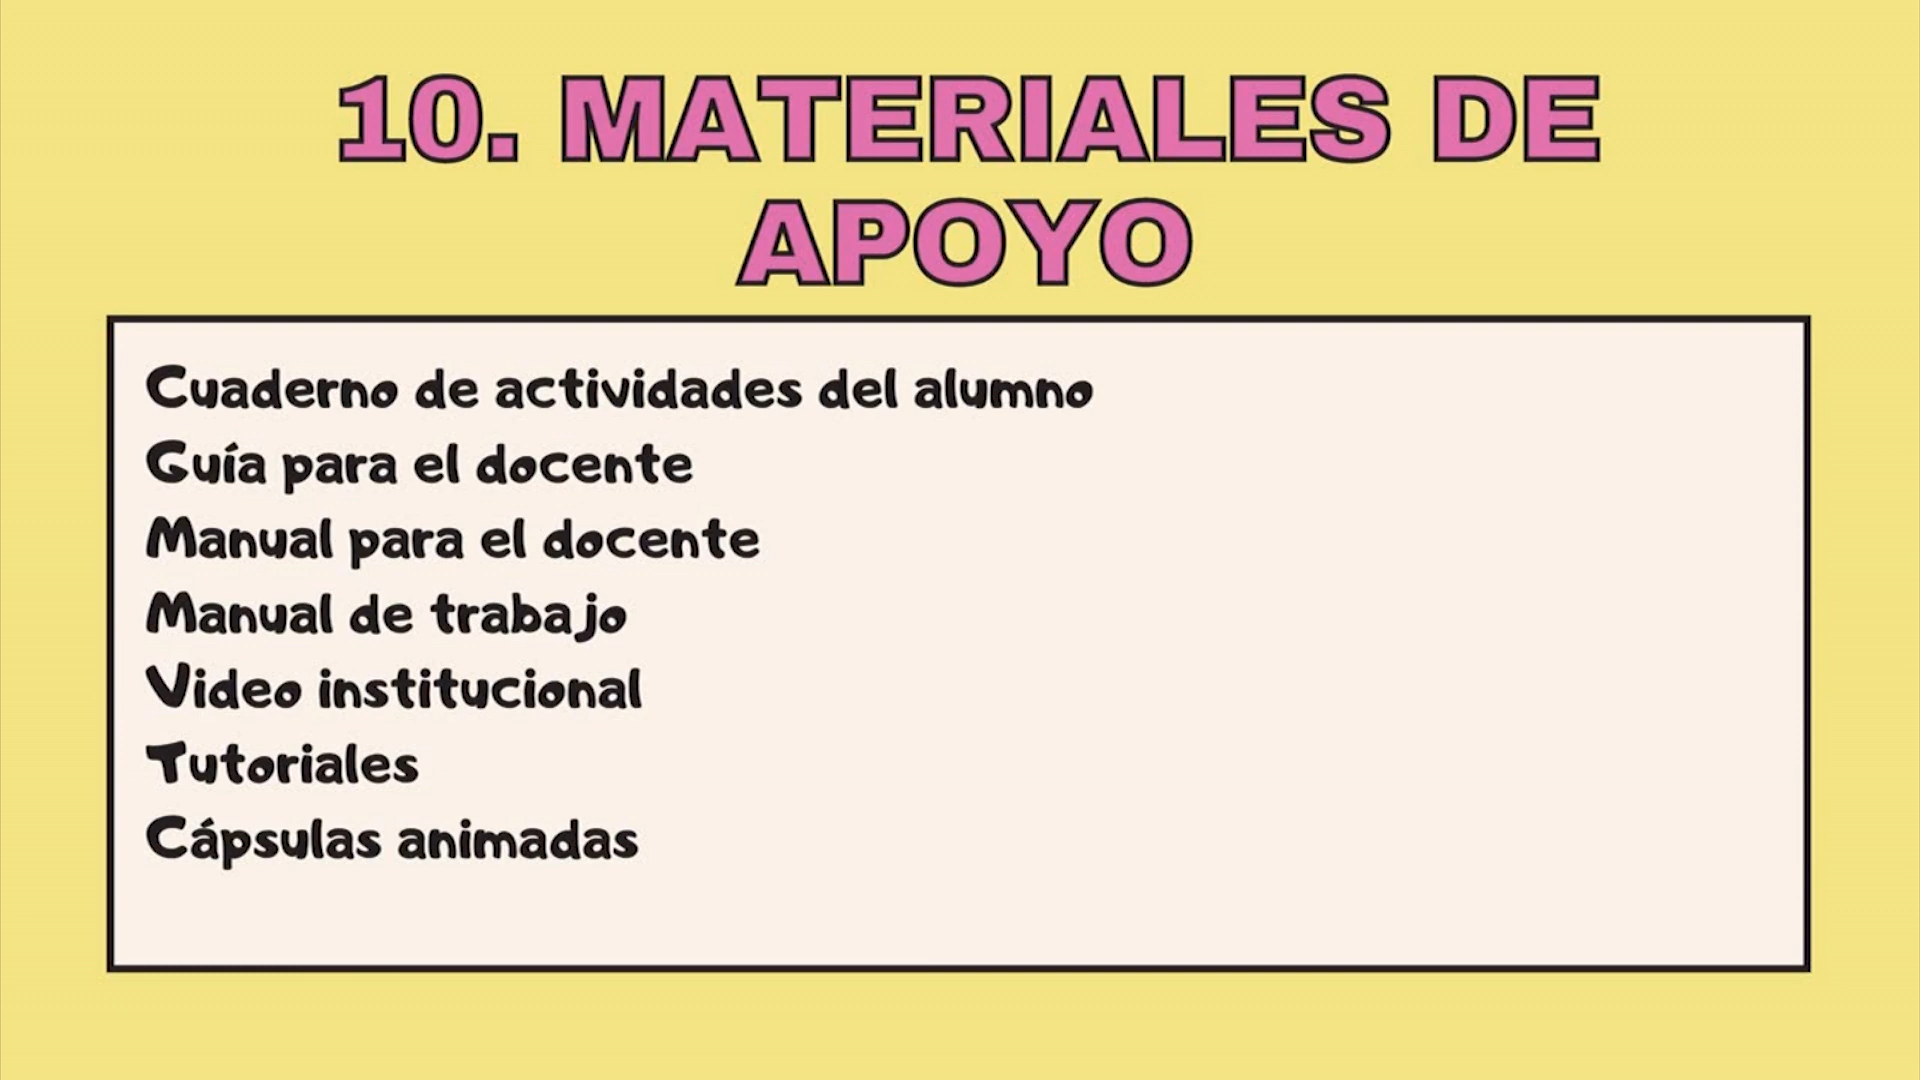 10. MATERIALES DE
APOYO
Cuaderno de actividades del alumno
Guía para el docente
Manual para el docente
Manual de trabajo
Video institucional
Tutoriales
Cápsulas animadas